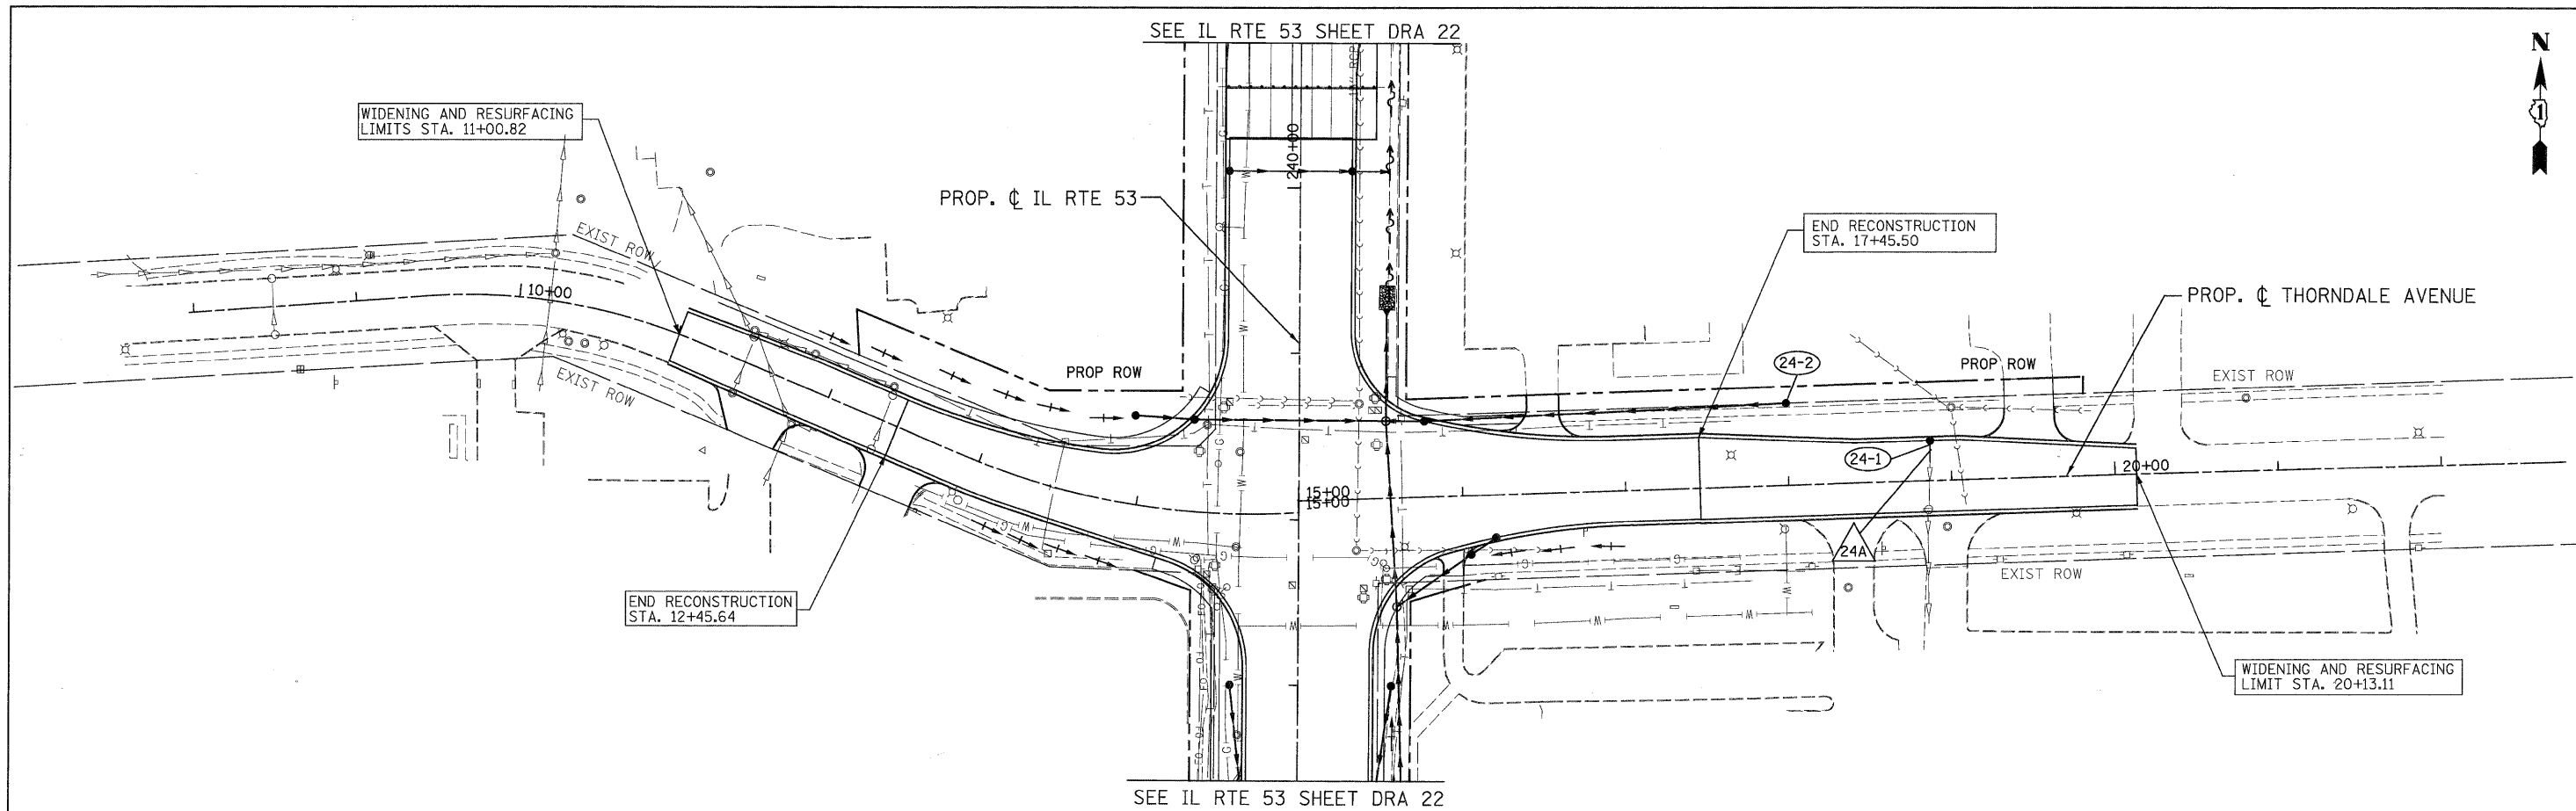 SEE IL RTE 53 SHEET DRA 22
N
1
WIDENING AND RESURFACING
LIMITS STA. 11+00.82
240+00
PROP. ℄ IL RTE 53
END RECONSTRUCTION
STA. 17+45.50
EXIST ROW
10+00
PROP. ℄ THORNDALE AVENUE
PROP ROW
24-2
PROP ROW
EXIST ROW
EXIST ROW
24-1
20+00
15+00
15+00
24A
EXIST ROW
END RECONSTRUCTION
STA. 12+45.64
WIDENING AND RESURFACING
LIMIT STA. 20+13.11
SEE IL RTE 53 SHEET DRA 22